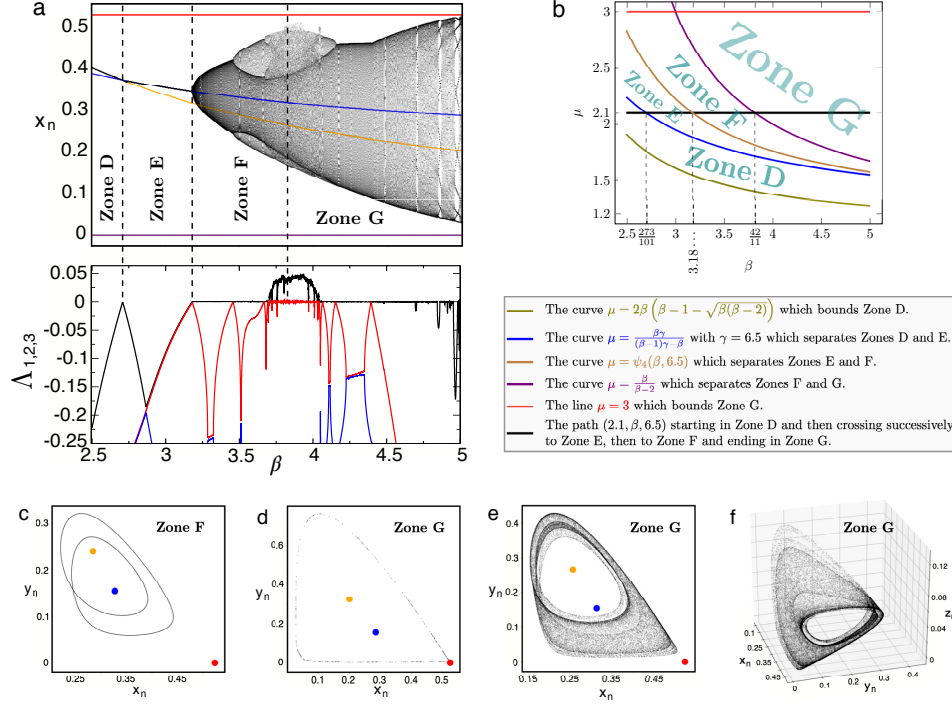 a
0.5
0.4
0.3
0.2
0.1
0
x_n
Zone D
Zone E
Zone F
Zone G
0.05
0
-0.05
-0.1
-0.15
-0.2
-0.25
Λ_{1,2,3}
2.5 3 3.5 4 4.5 5
β
b
3
2.5
2.1
2
1.5
1.2
μ
Zone G
Zone F
Zone E
Zone D
2.5 273/101 3 3.18... 3.5 42/11 4 4.5 5
β
The curve μ = 2β (β − 1 − √(β(β−2))) which bounds Zone D.
The curve μ = βγ/((β−1)γ−β) with γ = 6.5 which separates Zones D and E.
The curve μ = ψ₄(β, 6.5) which separates Zones E and F.
The curve μ = β/(β−2) which separates Zones F and G.
The line μ = 3 which bounds Zone G.
The path (2.1, β, 6.5) starting in Zone D and then crossing successively
to Zone E, then to Zone F and ending in Zone G.
c
Zone F
0.3
0.2
y_n
0.1
0
0.25 0.35 0.45
x_n
d
Zone G
0.6
0.4
y_n
0.2
0
0.1 0.2 0.3 0.4 0.5
x_n
e
Zone G
0.4
0.3
0.2
y_n
0.1
0
0.15 0.25 0.35 0.45
x_n
f
Zone G
0.12
0.08
0.04
0
0.1
0.25
0.35
0.45
x_n
0 0.1 0.2 0.3 0.4
y_n